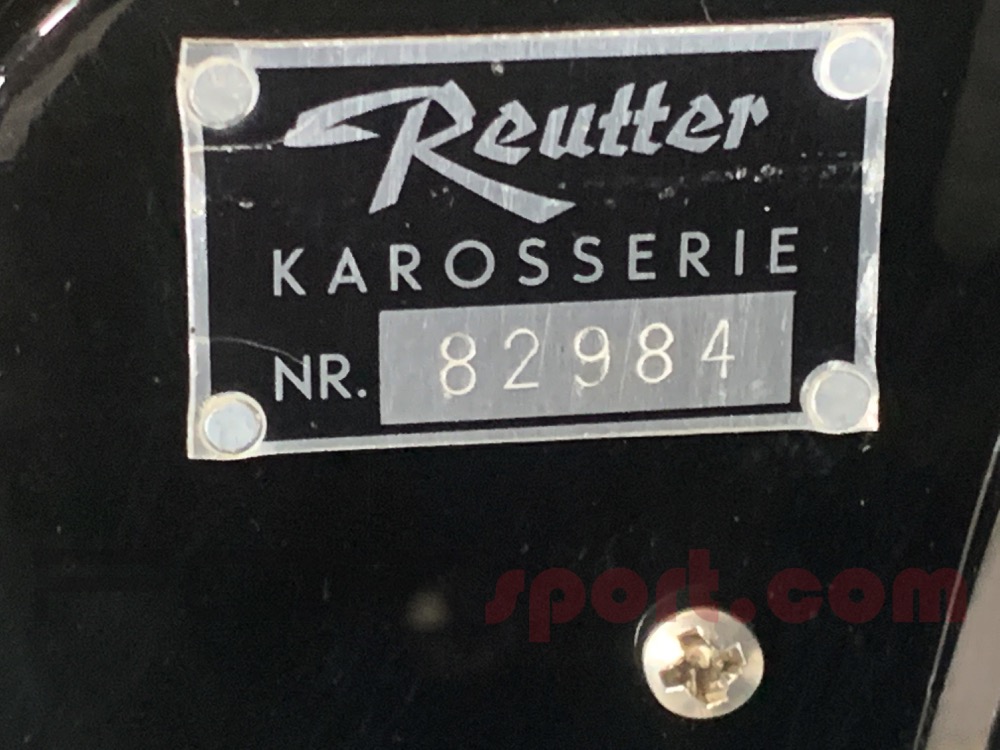 Reutter
KAROSSERIE
NR. 82984
sport.com